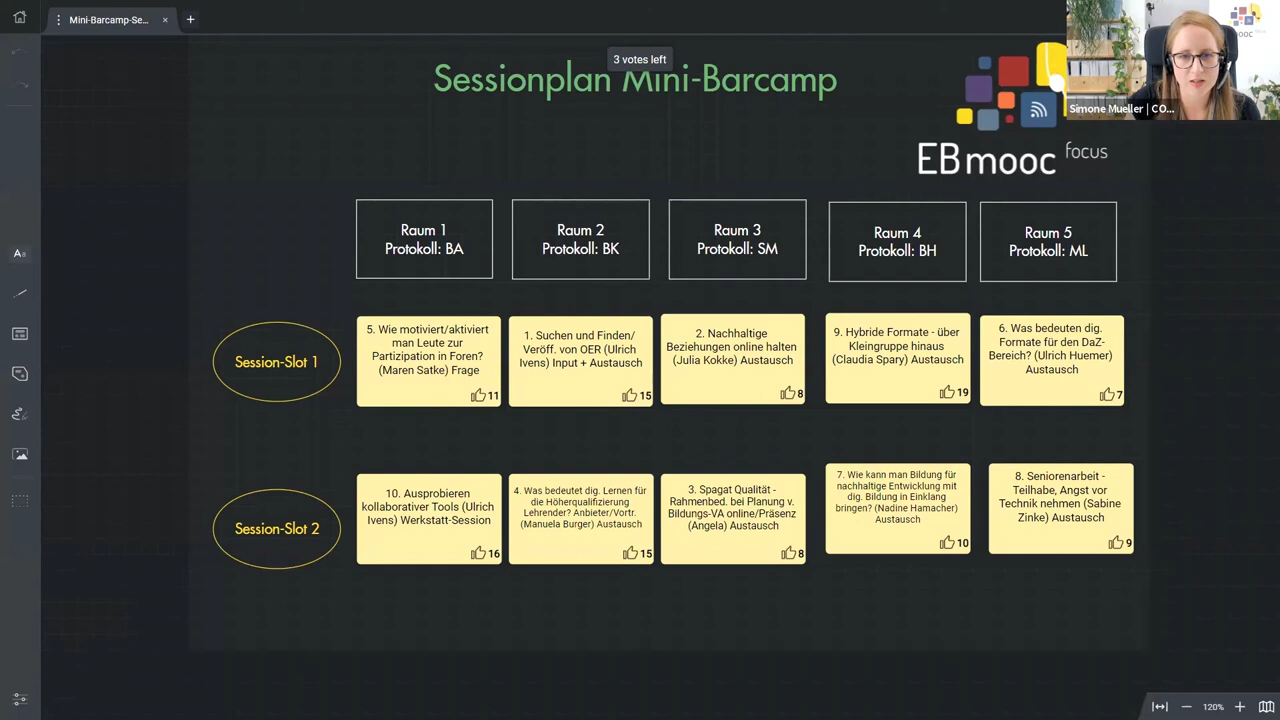 Mini-Barcamp-Se...
3 votes left
Sessionplan Mini-Barcamp
Simone Mueller | CO...
EBmooc focus
Raum 1
Protokoll: BA
Raum 2
Protokoll: BK
Raum 3
Protokoll: SM
Raum 4
Protokoll: BH
Raum 5
Protokoll: ML
Session-Slot 1
5. Wie motiviert/aktiviert
man Leute zur
Partizipation in Foren?
(Maren Satke) Frage
11
1. Suchen und Finden/
Veröff. von OER (Ulrich
Ivens) Input + Austausch
15
2. Nachhaltige
Beziehungen online halten
(Julia Kokke) Austausch
8
9. Hybride Formate - über
Kleingruppe hinaus
(Claudia Spary) Austausch
19
6. Was bedeuten dig.
Formate für den DaZ-
Bereich? (Ulrich Huemer)
Austausch
7
Session-Slot 2
10. Ausprobieren
kollaborativer Tools (Ulrich
Ivens) Werkstatt-Session
16
4. Was bedeutet dig. Lernen für
die Höherqualifizierung
Lehrender? Anbieter/Vortr.
(Manuela Burger) Austausch
15
3. Spagat Qualität -
Rahmenbed. bei Planung v.
Bildungs-VA online/Präsenz
(Angela) Austausch
8
7. Wie kann man Bildung für
nachhaltige Entwicklung mit
dig. Bildung in Einklang
bringen? (Nadine Hamacher)
Austausch
10
8. Seniorenarbeit -
Teilhabe, Angst vor
Technik nehmen (Sabine
Zinke) Austausch
9
120%